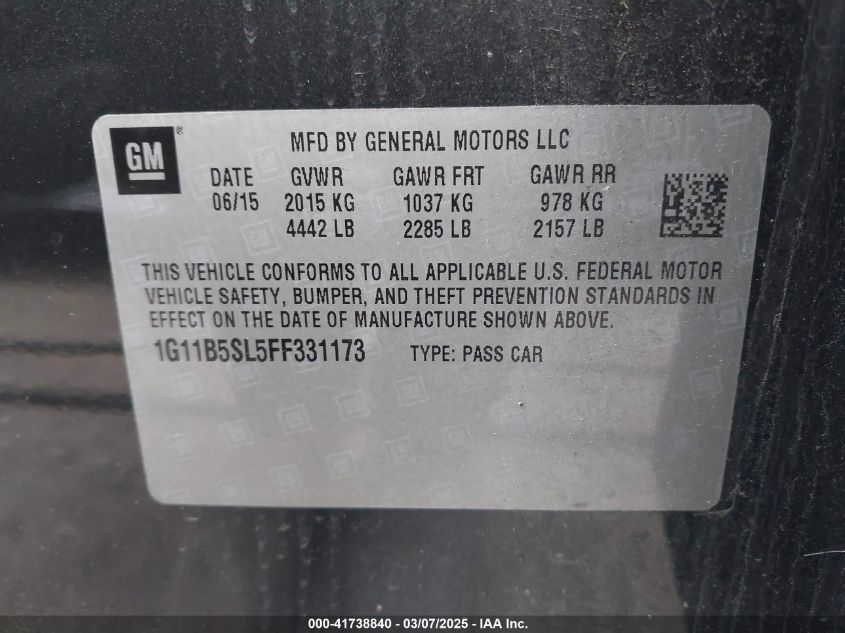 GM ®
MFD BY GENERAL MOTORS LLC
DATE GVWR GAWR FRT GAWR RR
06/15 2015 KG 1037 KG 978 KG
4442 LB 2285 LB 2157 LB
THIS VEHICLE CONFORMS TO ALL APPLICABLE U.S. FEDERAL MOTOR
VEHICLE SAFETY, BUMPER, AND THEFT PREVENTION STANDARDS IN
EFFECT ON THE DATE OF MANUFACTURE SHOWN ABOVE.
1G11B5SL5FF331173 TYPE: PASS CAR
000-41738840 - 03/07/2025 - IAA Inc.